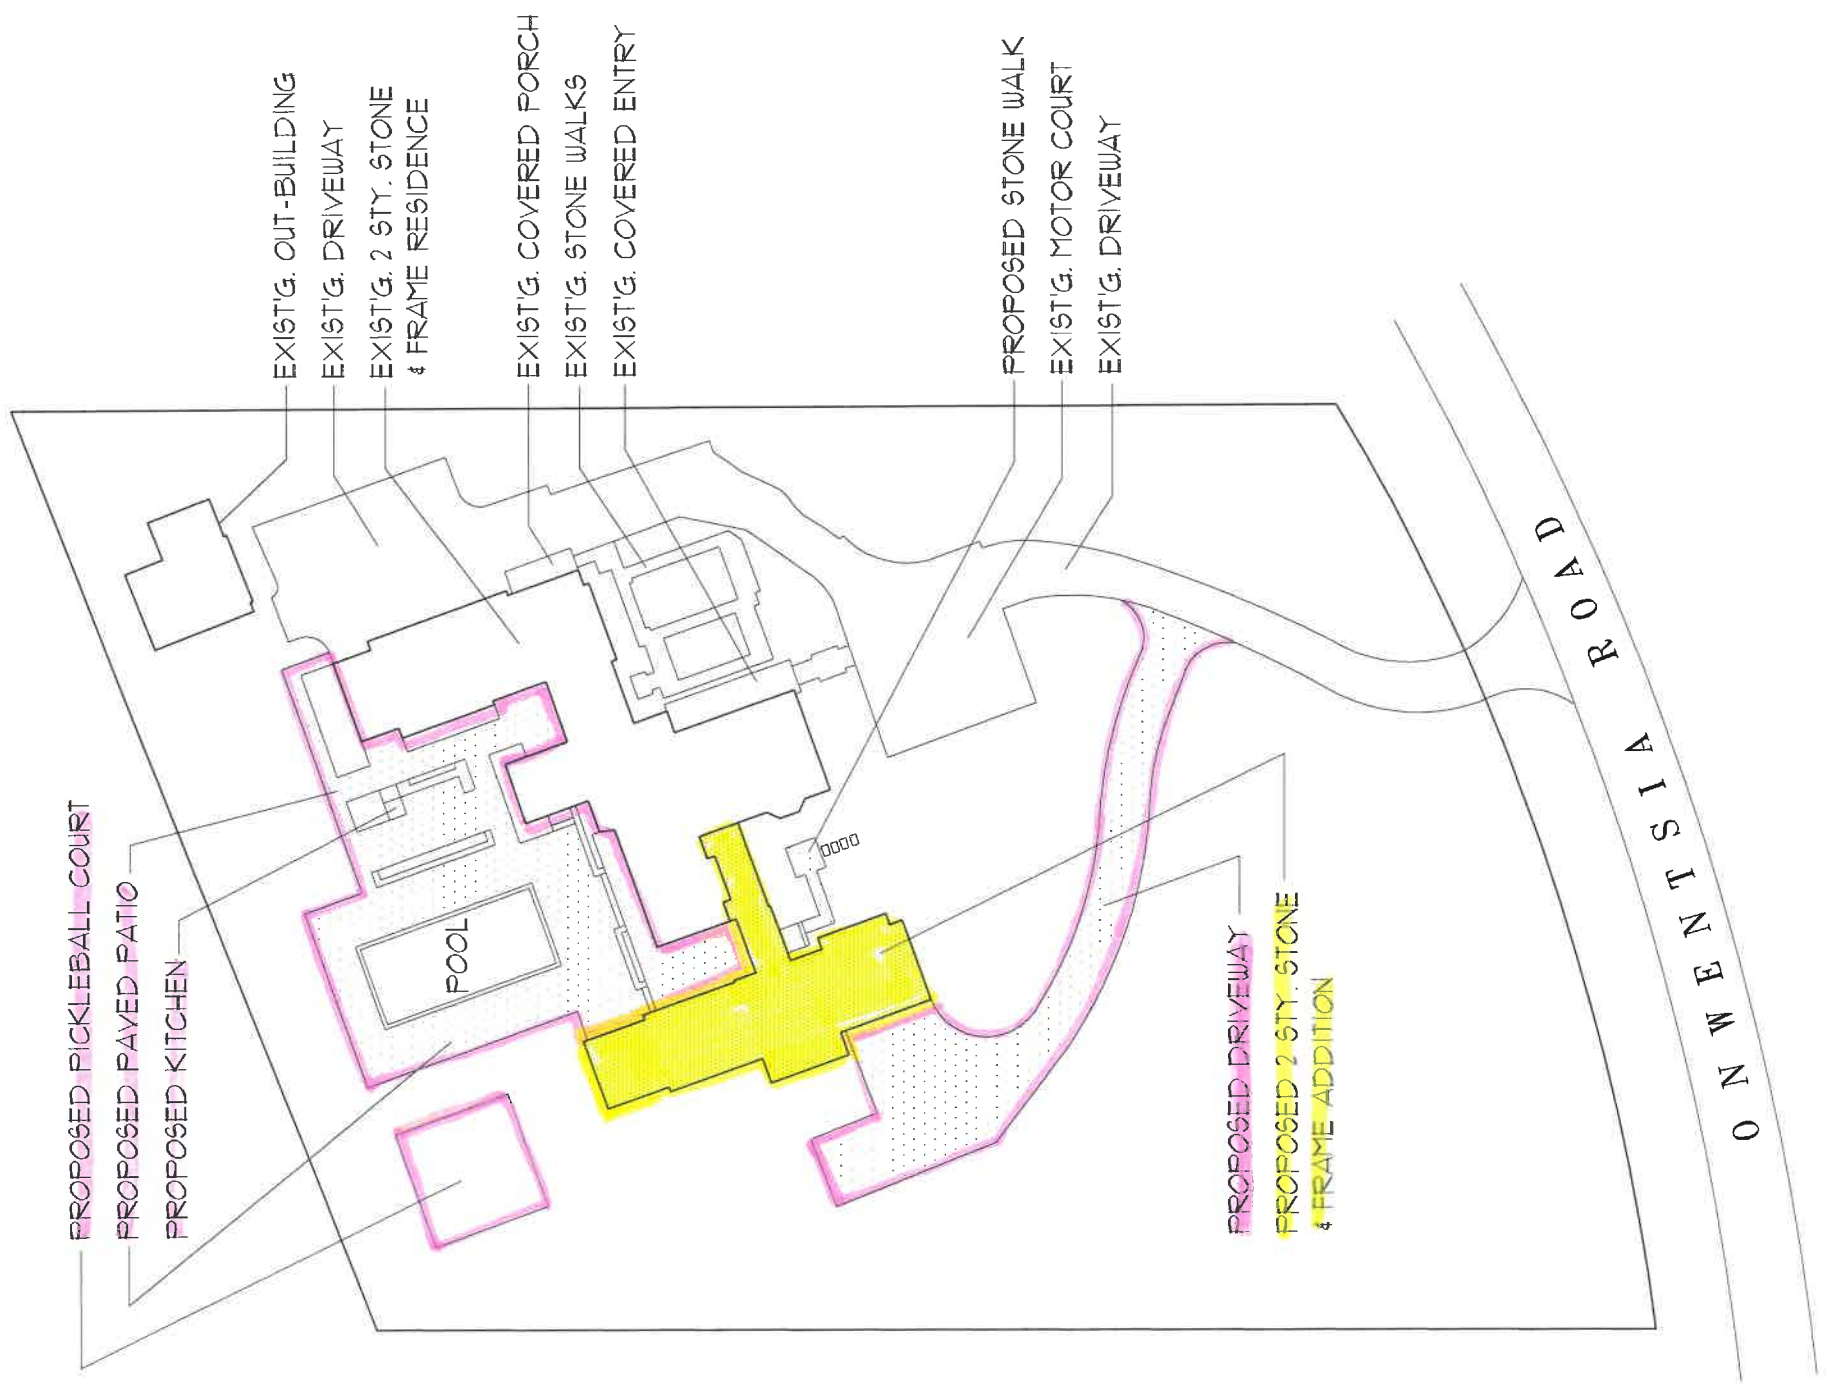 EXIST'G. OUT-BUILDING
EXIST'G. DRIVEWAY
EXIST'G. 2 STY. STONE
& FRAME RESIDENCE
EXIST'G. COVERED PORCH
EXIST'G. STONE WALKS
EXIST'G. COVERED ENTRY
PROPOSED STONE WALK
EXIST'G. MOTOR COURT
EXIST'G. DRIVEWAY
PROPOSED PICKLEBALL COURT
PROPOSED PAVED PATIO
PROPOSED KITCHEN
POOL
PROPOSED DRIVEWAY
PROPOSED 2 STY. STONE
& FRAME ADDITION
ONWENTSIA ROAD